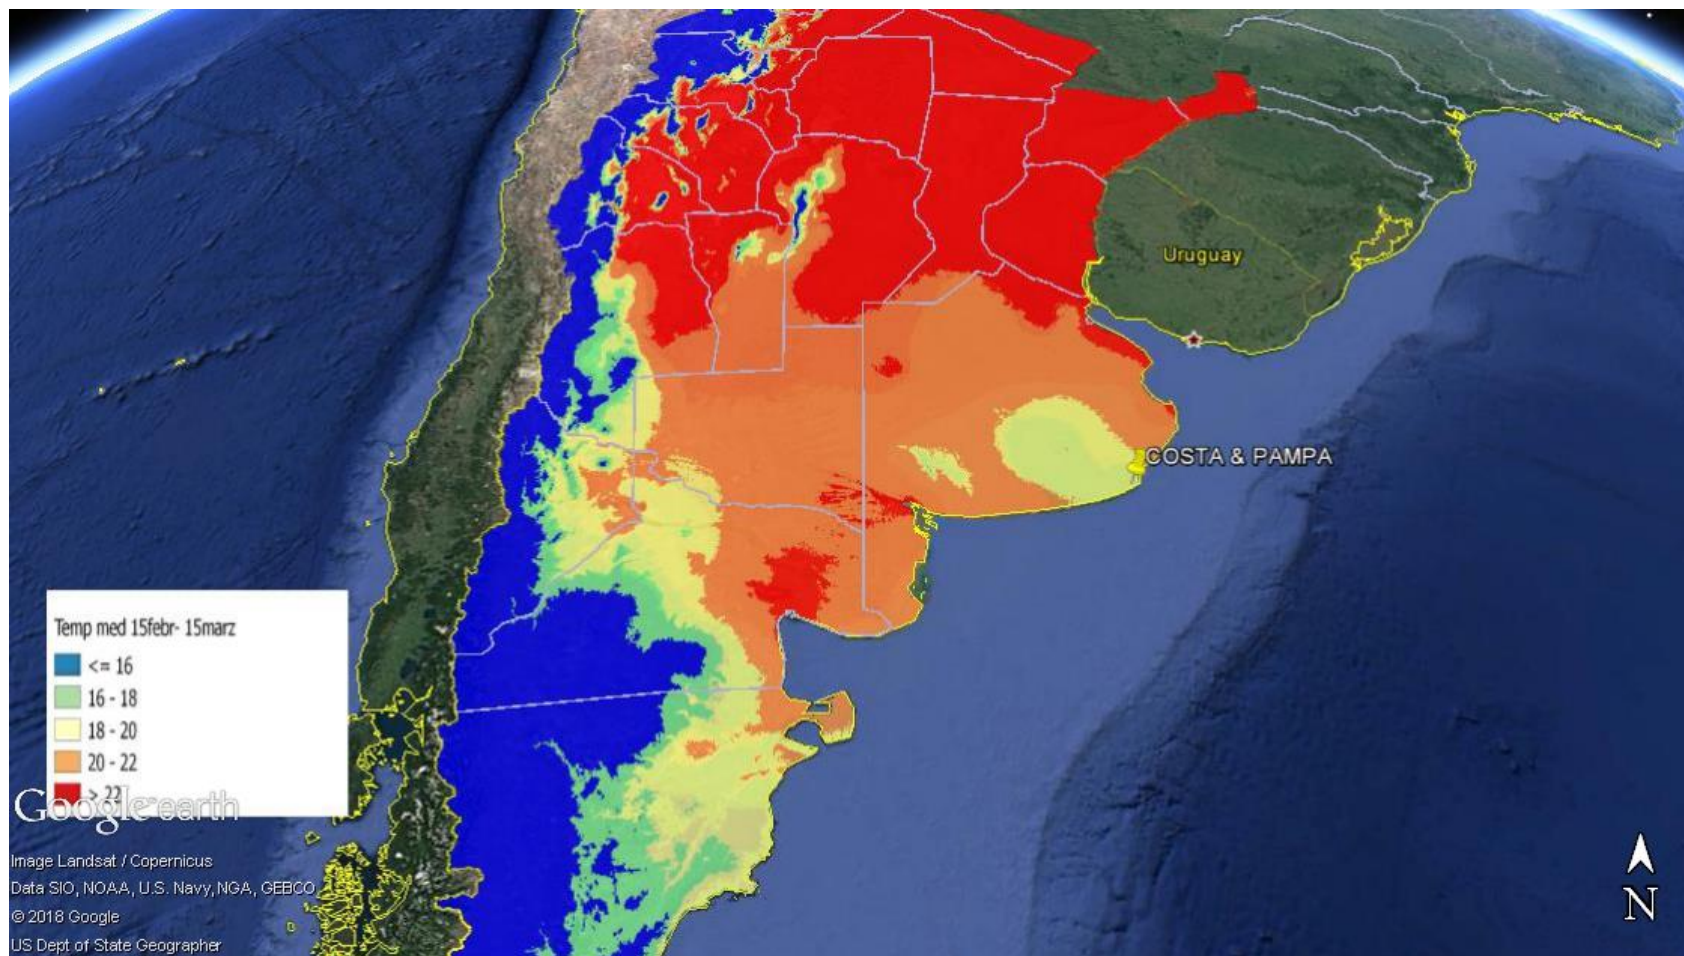 Uruguay
COSTA & PAMPA
Temp med 15febr- 15marz
<= 16
16 - 18
18 - 20
20 - 22
> 22
Google earth
Image Landsat / Copernicus
Data SIO, NOAA, U.S. Navy, NGA, GEBCO
© 2018 Google
US Dept of State Geographer
N